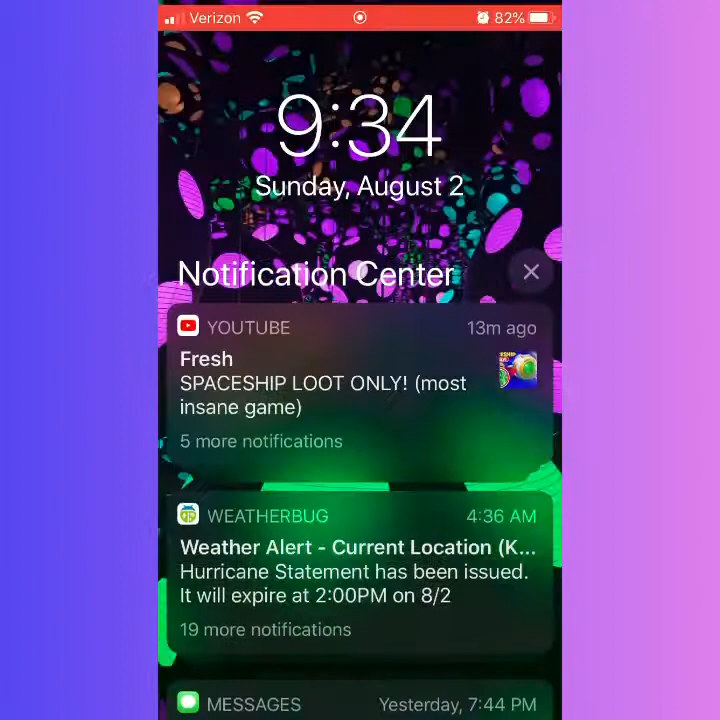 Verizon 82%
9:34
Sunday, August 2
Notification Center
YOUTUBE 13m ago
Fresh
SPACESHIP LOOT ONLY! (most
insane game)
5 more notifications
WEATHERBUG 4:36 AM
Weather Alert - Current Location (K...
Hurricane Statement has been issued.
It will expire at 2:00PM on 8/2
19 more notifications
MESSAGES Yesterday, 7:44 PM